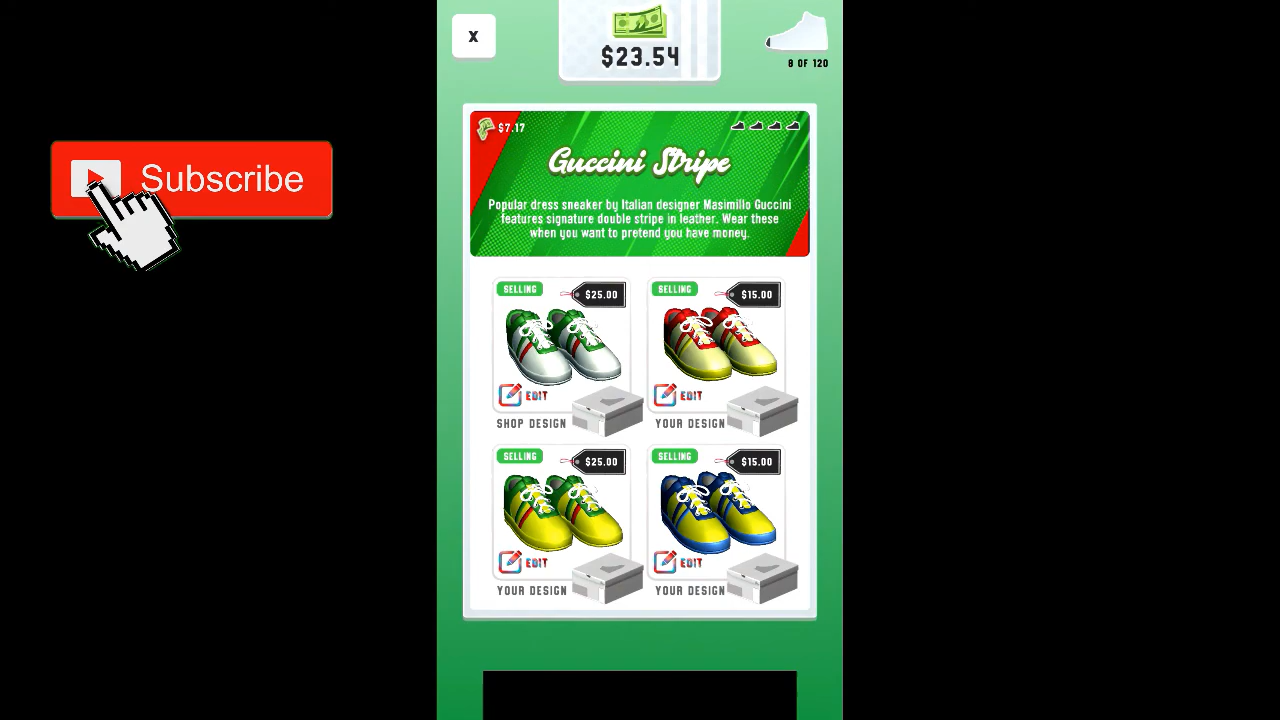 X
$23.54
8 OF 120
Subscribe
$7.17
Guccini Stripe
Popular dress sneaker by Italian designer Masimillo Guccini
features signature double stripe in leather. Wear these
when you want to pretend you have money.
SELLING $25.00
SELLING $15.00
EDIT
EDIT
SHOP DESIGN
YOUR DESIGN
SELLING $25.00
SELLING $15.00
EDIT
EDIT
YOUR DESIGN
YOUR DESIGN